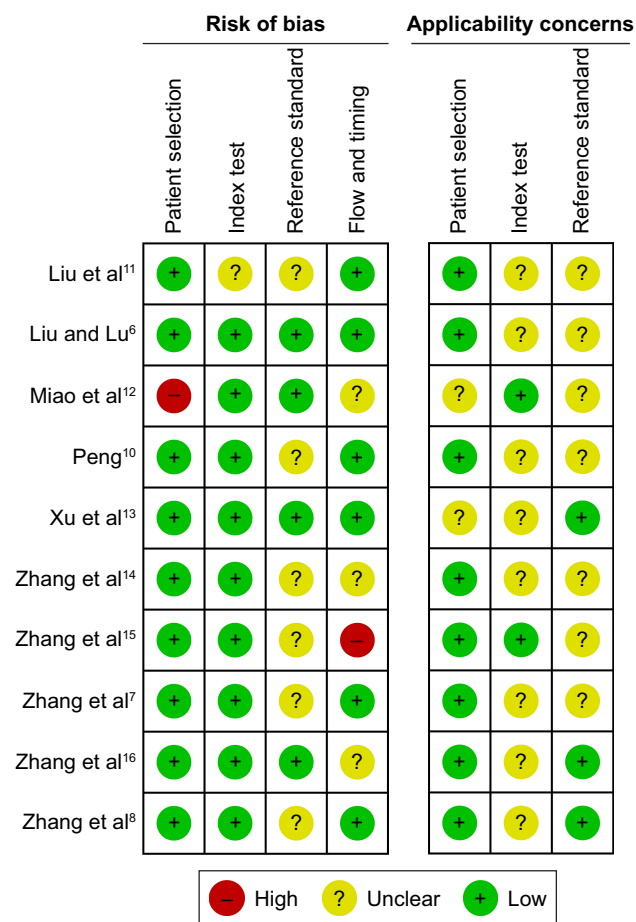 Risk of bias Applicability concerns
Patient selection Index test Reference standard Flow and timing Patient selection Index test Reference standard
Liu et al¹¹ + ? ? + + ? ?
Liu and Lu⁶ + + + + + ? ?
Miao et al¹² – + + ? ? + ?
Peng¹⁰ + + ? + + ? ?
Xu et al¹³ + + + + ? ? +
Zhang et al¹⁴ + + ? ? + ? ?
Zhang et al¹⁵ + + ? – + + ?
Zhang et al⁷ + + ? + + ? ?
Zhang et al¹⁶ + + + ? + ? +
Zhang et al⁸ + + ? + + ? +
– High ? Unclear + Low